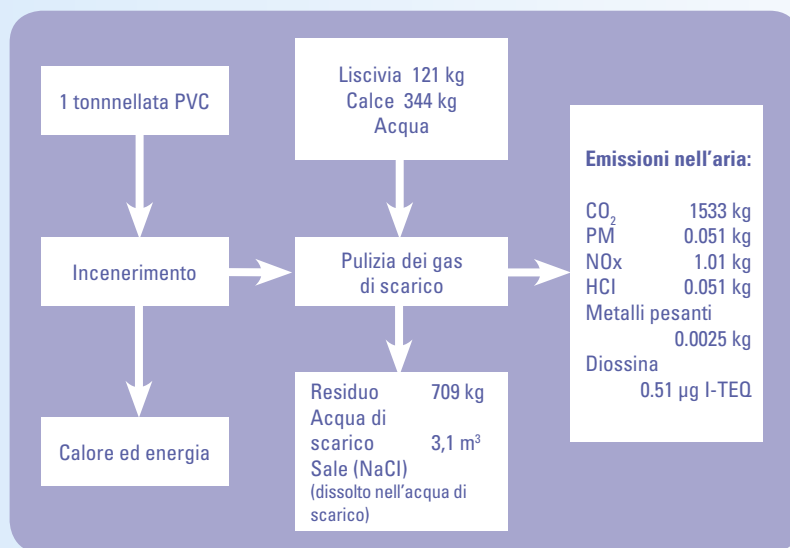 1 tonnnellata PVC
Liscivia 121 kg
Calce 344 kg
Acqua
Incenerimento
Pulizia dei gas
di scarico
Calore ed energia
Residuo 709 kg
Acqua di
scarico 3,1 m³
Sale (NaCl)
(dissolto nell'acqua di
scarico)
Emissioni nell'aria:
CO₂ 1533 kg
PM 0.051 kg
NOx 1.01 kg
HCl 0.051 kg
Metalli pesanti
0.0025 kg
Diossina
0.51 µg I-TEQ